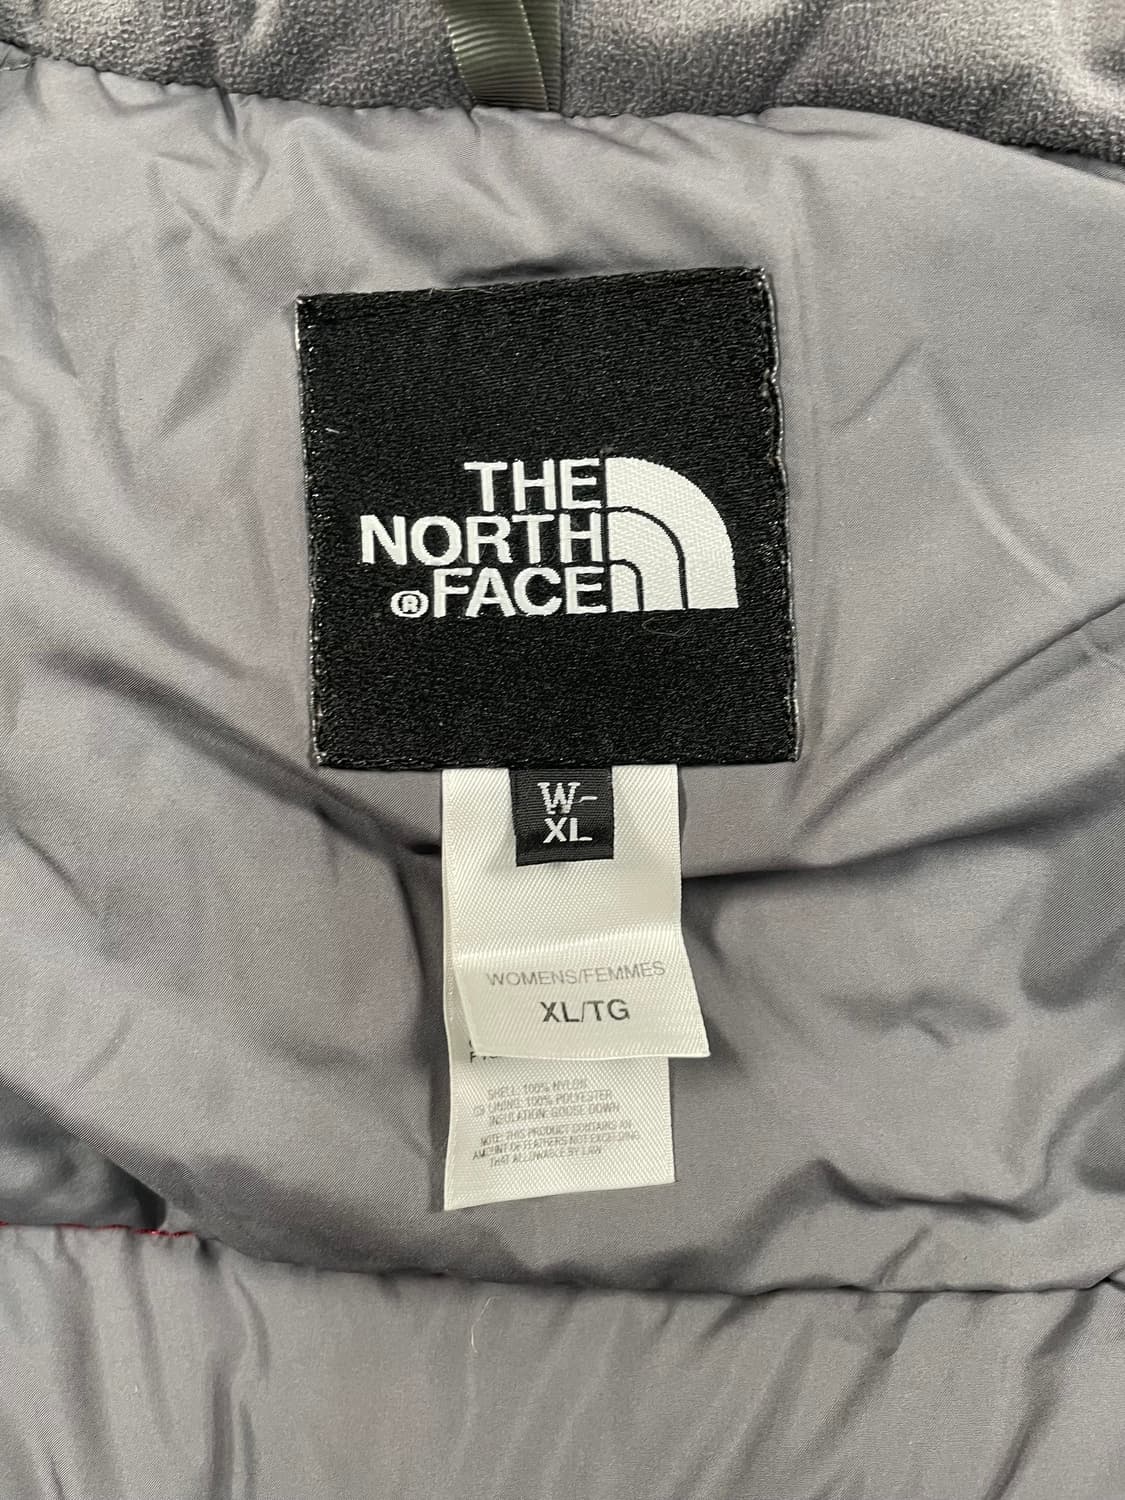 THE
NORTH
® FACE
W-
XL
WOMENS/FEMMES
XL/TG
SHELL: 100% NYLON
LINING: 100% POLYESTER
INSULATION: GOOSE DOWN
NOTE: THIS PRODUCT CONTAINS AN
AMOUNT OF FEATHERS NOT EXCEEDING
THAT ALLOWABLE BY LAW